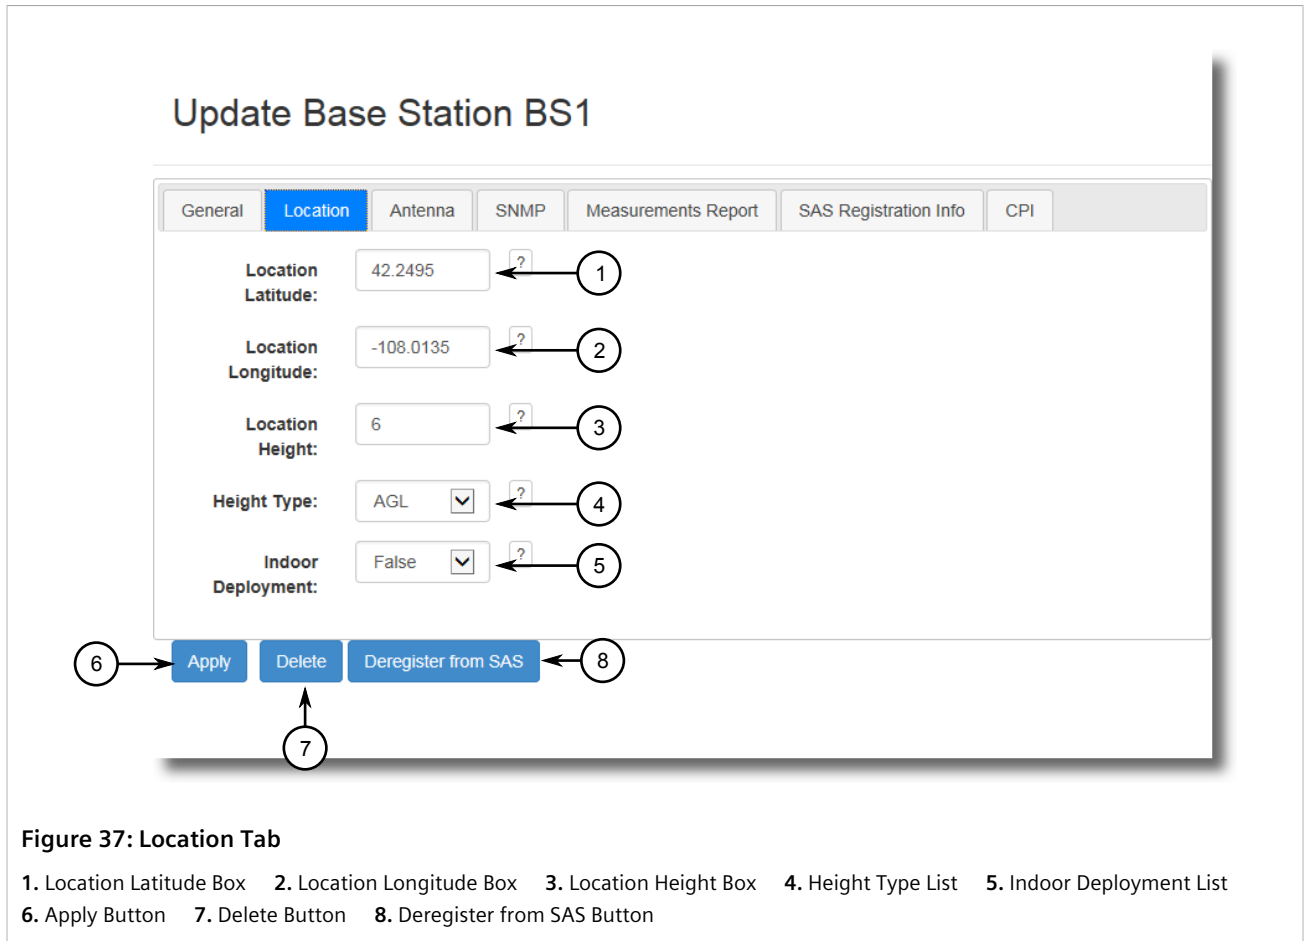 Update Base Station BS1
General Location Antenna SNMP Measurements Report SAS Registration Info CPI
Location Latitude: 42.2495 ? 1
Location Longitude: -108.0135 ? 2
Location Height: 6 ? 3
Height Type: AGL ? 4
Indoor Deployment: False ? 5
6 Apply Delete Deregister from SAS 8
7
Figure 37: Location Tab
1. Location Latitude Box 2. Location Longitude Box 3. Location Height Box 4. Height Type List 5. Indoor Deployment List
6. Apply Button 7. Delete Button 8. Deregister from SAS Button